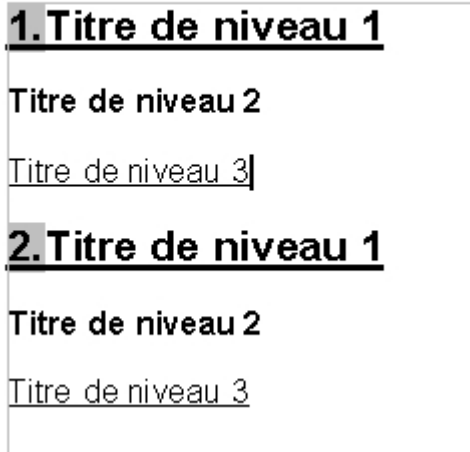 1.Titre de niveau 1
Titre de niveau 2
Titre de niveau 3
2.Titre de niveau 1
Titre de niveau 2
Titre de niveau 3